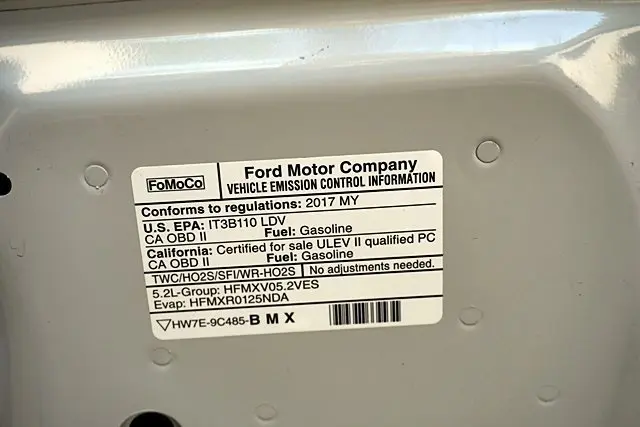 FoMoCo
Ford Motor Company
VEHICLE EMISSION CONTROL INFORMATION
Conforms to regulations: 2017 MY
U.S. EPA: IT3B110 LDV
CA OBD II Fuel: Gasoline
California: Certified for sale ULEV II qualified PC
CA OBD II Fuel: Gasoline
TWC/HO2S/SFI/WR-HO2S No adjustments needed.
5.2L-Group: HFMXV05.2VES
Evap: HFMXR0125NDA
HW7E-9C485-B M X